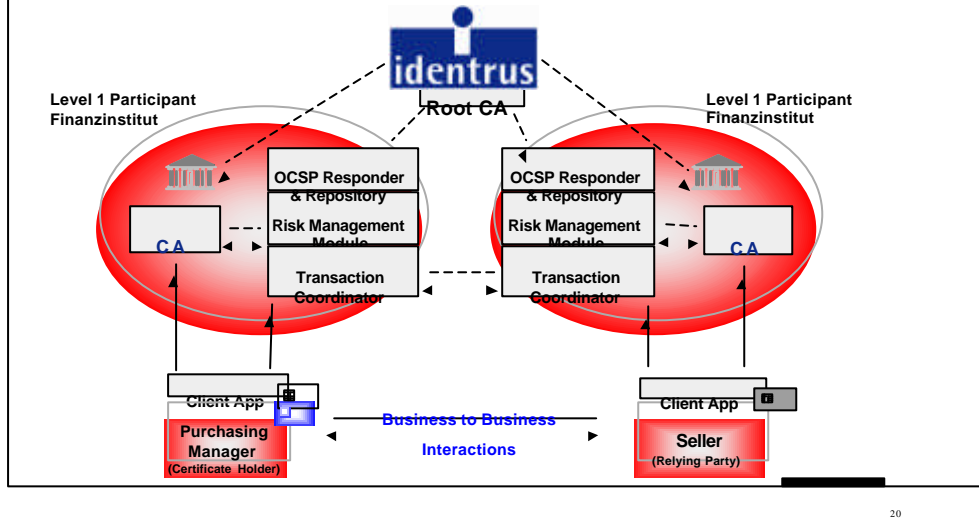 identrus
Root CA
Level 1 Participant
Finanzinstitut
OCSP Responder
& Repository
Risk Management
Module
Transaction
Coordinator
CA
Level 1 Participant
Finanzinstitut
OCSP Responder
& Repository
Risk Management
Module
Transaction
Coordinator
CA
Client App
Purchasing
Manager
(Certificate Holder)
Business to Business
Interactions
Client App
Seller
(Relying Party)
20